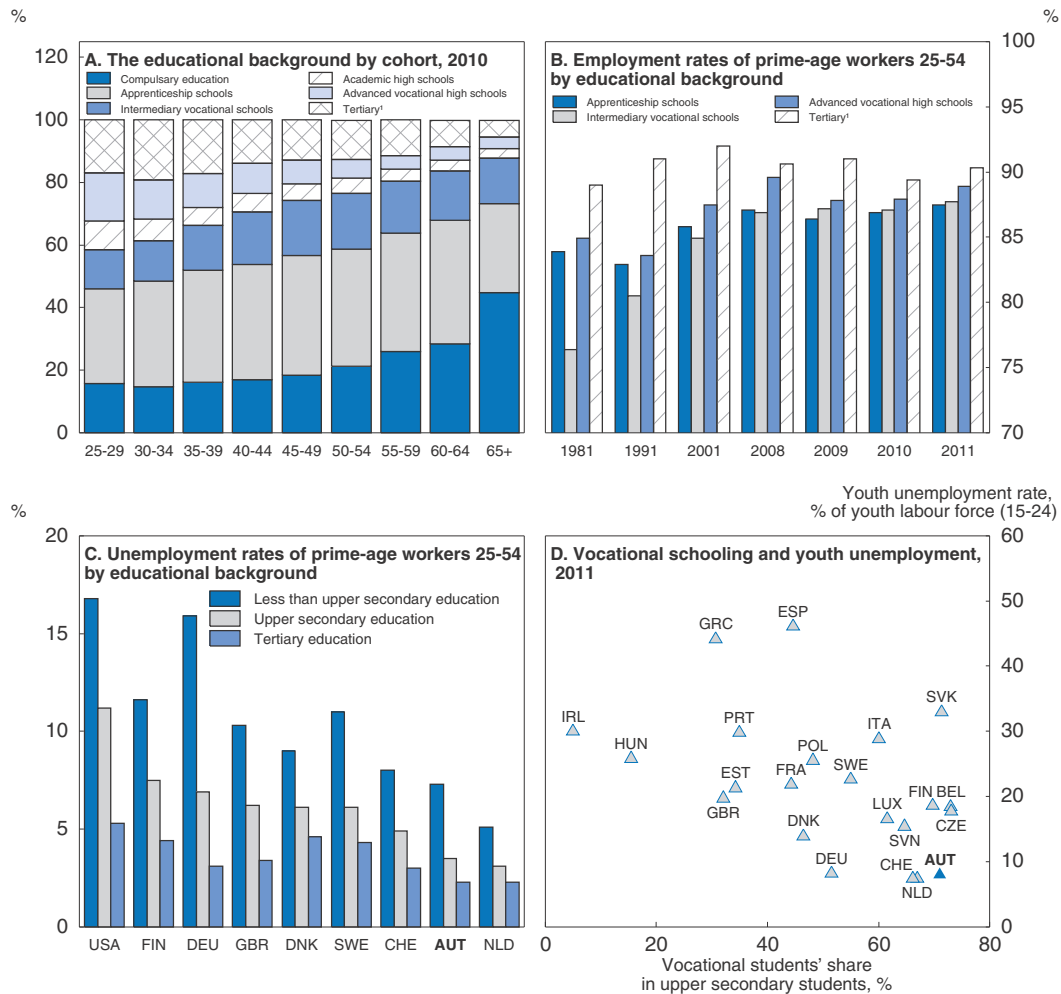 %
%
A. The educational background by cohort, 2010
Compulsary education
Apprenticeship schools
Intermediary vocational schools
Academic high schools
Advanced vocational high schools
Tertiary¹
120
100
80
60
40
20
0
25-29 30-34 35-39 40-44 45-49 50-54 55-59 60-64 65+
B. Employment rates of prime-age workers 25-54
by educational background
Apprenticeship schools
Intermediary vocational schools
Advanced vocational high schools
Tertiary¹
100
95
90
85
80
75
70
1981 1991 2001 2008 2009 2010 2011
%
C. Unemployment rates of prime-age workers 25-54
by educational background
Less than upper secondary education
Upper secondary education
Tertiary education
20
15
10
5
0
USA FIN DEU GBR DNK SWE CHE AUT NLD
Youth unemployment rate,
% of youth labour force (15-24)
D. Vocational schooling and youth unemployment,
2011
60
50
40
30
20
10
0
GRC
ESP
SVK
IRL
PRT
ITA
HUN
POL
SWE
EST
FRA
FIN
BEL
GBR
LUX
DNK
SVN
CZE
DEU
CHE
AUT
NLD
0 20 40 60 80
Vocational students' share
in upper secondary students, %